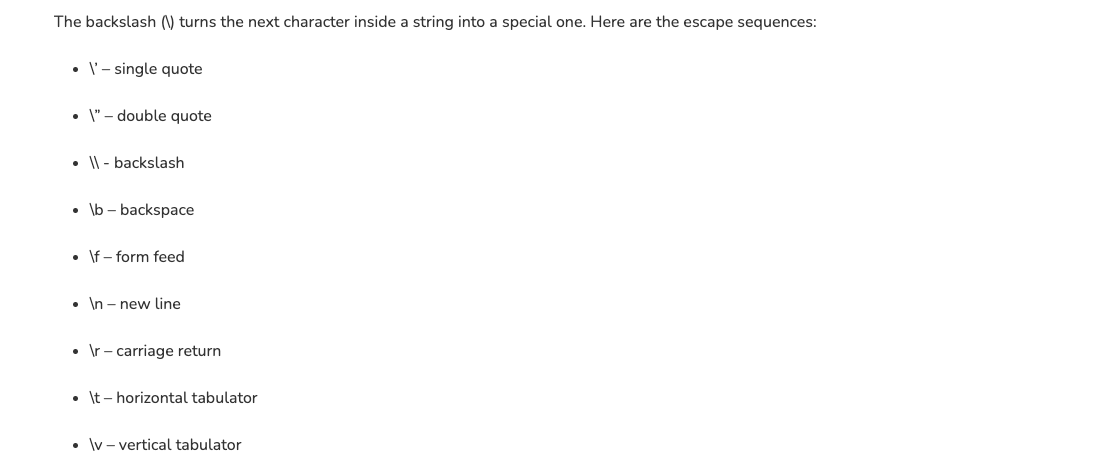 The backslash (\) turns the next character inside a string into a special one. Here are the escape sequences:
• \’ – single quote
• \” – double quote
• \\ - backslash
• \b – backspace
• \f – form feed
• \n – new line
• \r – carriage return
• \t – horizontal tabulator
• \v – vertical tabulator